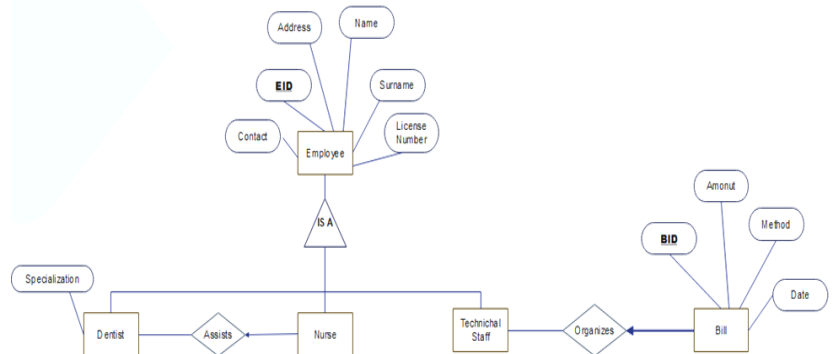 Address
Name
EID
Surname
Contact
License
Number
Employee
IS A
Amonut
Method
BID
Date
Specialization
Dentist
Assists
Nurse
Technichal
Staff
Organizes
Bill